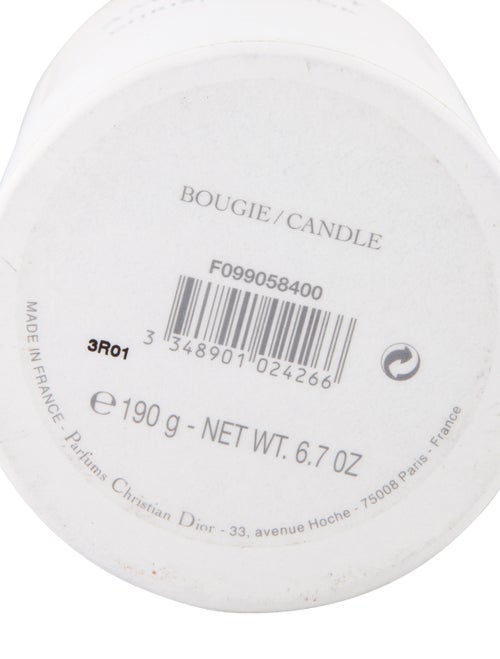 BOUGIE / CANDLE
F099058400
3 348901 024266
3R01
℮ 190 g - NET WT. 6.7 OZ
MADE IN FRANCE - Parfums Christian Dior - 33, avenue Hoche - 75008 Paris - France